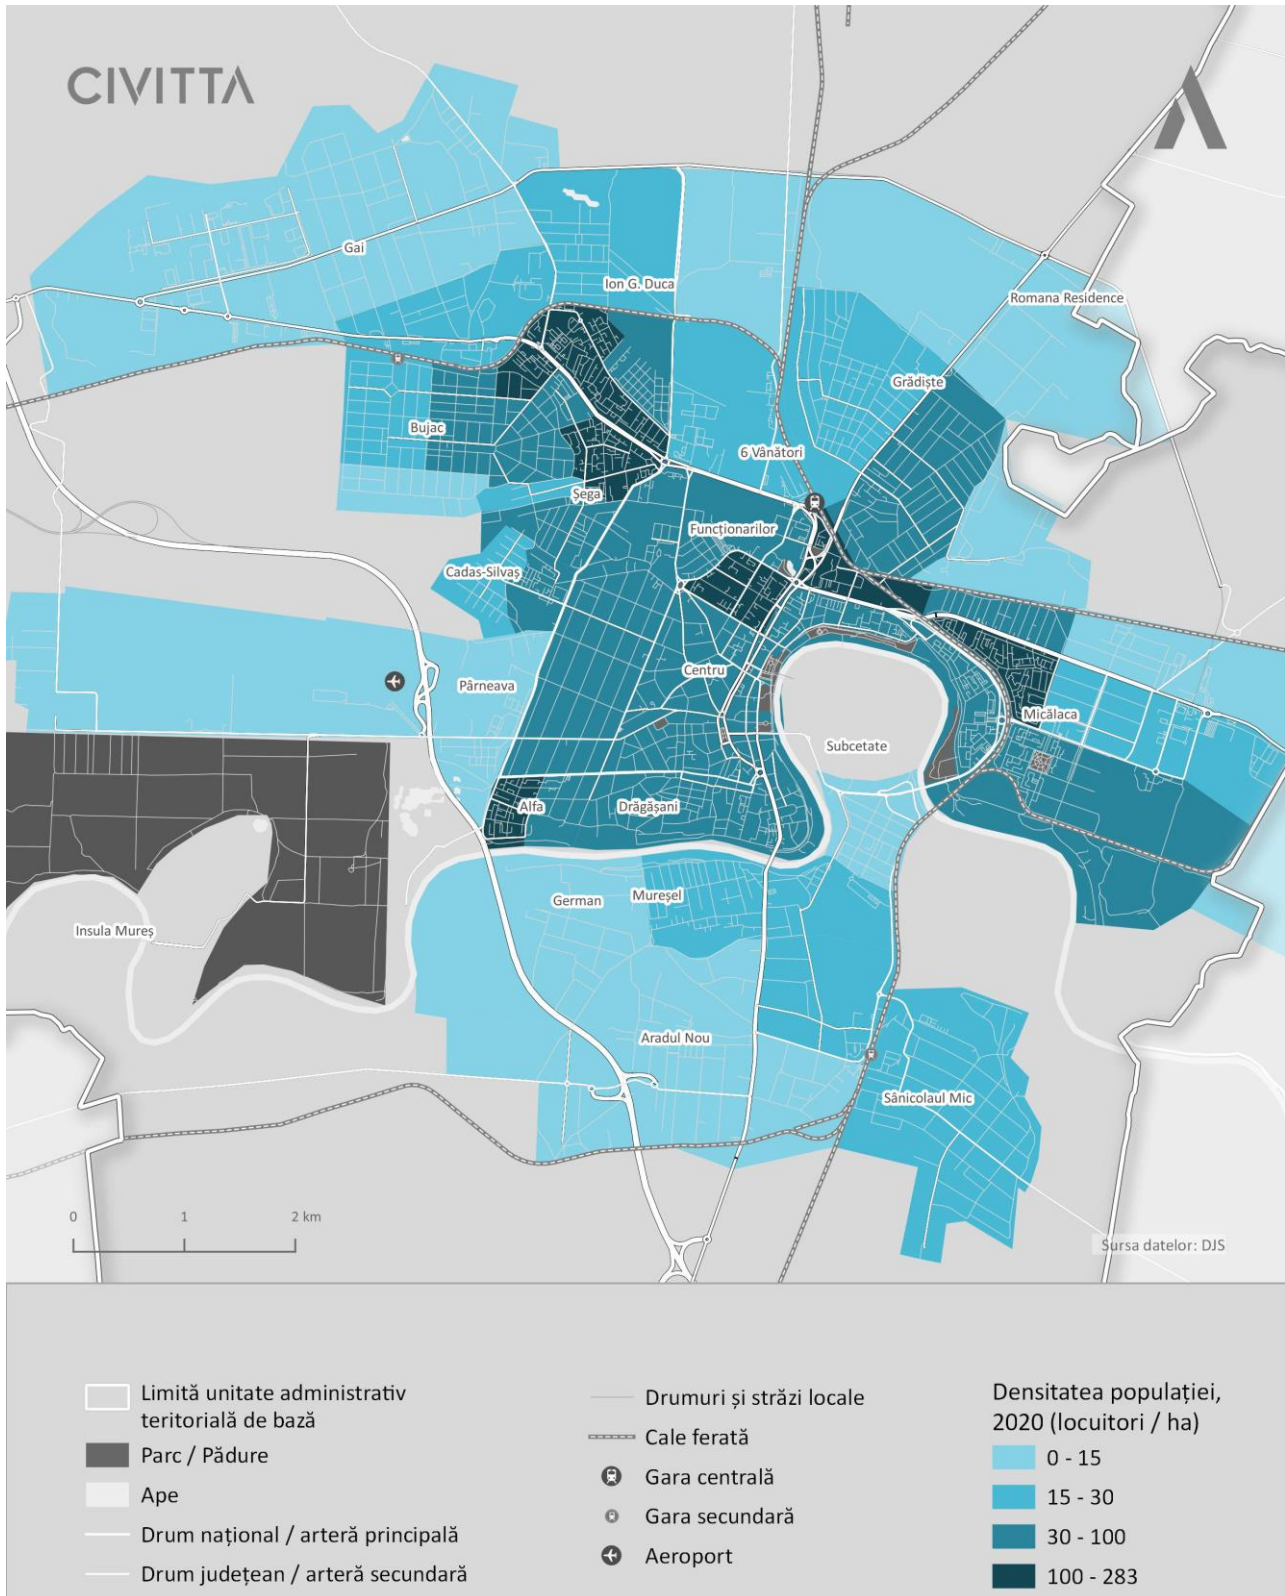 CIVITTA
Gai
Ion G. Duca
Romana Residence
Grădiște
Bujac
6 Vânători
Șega
Funcționarilor
Cadas-Silvaș
Centru
Pârneava
Micălaca
Subcetate
Alfa
Drăgășani
Mureșel
German
Insula Mureș
Aradul Nou
Sânicolaul Mic
0 1 2 km
Sursa datelor: DJS
Limită unitate administrativ
teritorială de bază
Parc / Pădure
Ape
Drum național / arteră principală
Drum județean / arteră secundară
Drumuri și străzi locale
Cale ferată
Gara centrală
Gara secundară
Aeroport
Densitatea populației,
2020 (locuitori / ha)
0 - 15
15 - 30
30 - 100
100 - 283